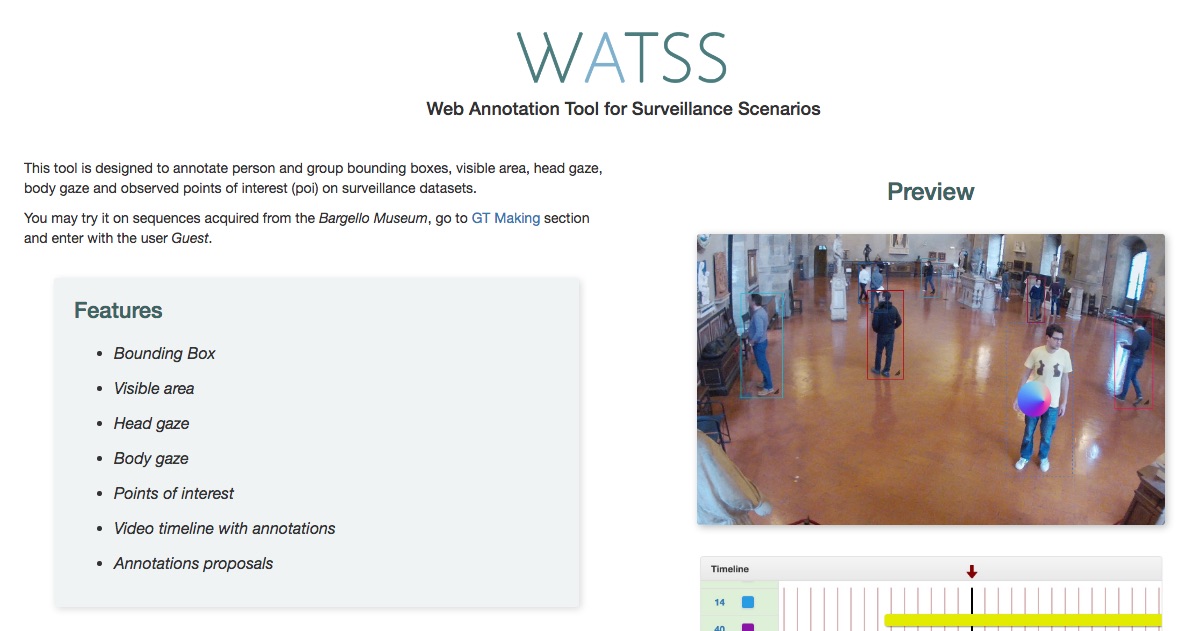 WATSS
Web Annotation Tool for Surveillance Scenarios
This tool is designed to annotate person and group bounding boxes, visible area, head gaze,
body gaze and observed points of interest (poi) on surveillance datasets.
You may try it on sequences acquired from the Bargello Museum, go to GT Making section
and enter with the user Guest.
Features
• Bounding Box
• Visible area
• Head gaze
• Body gaze
• Points of interest
• Video timeline with annotations
• Annotations proposals
Preview
Timeline
14
40